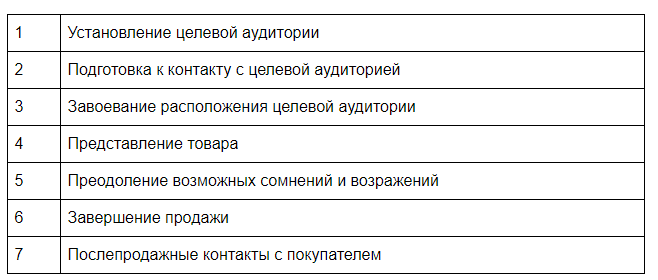 1 Установление целевой аудитории
2 Подготовка к контакту с целевой аудиторией
3 Завоевание расположения целевой аудитории
4 Представление товара
5 Преодоление возможных сомнений и возражений
6 Завершение продажи
7 Послепродажные контакты с покупателем